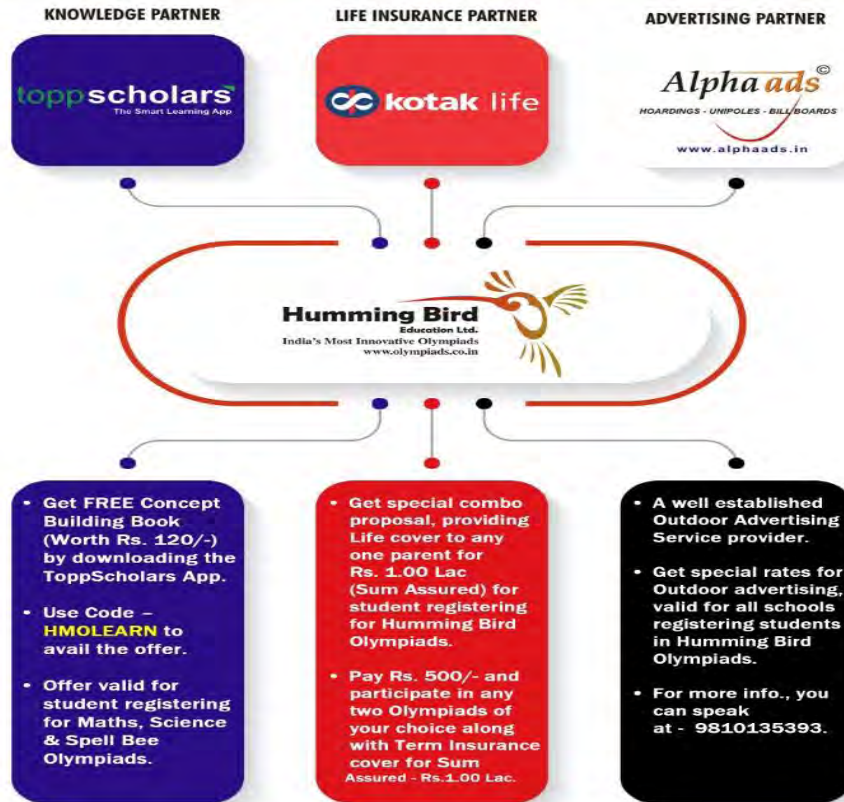 KNOWLEDGE PARTNER
LIFE INSURANCE PARTNER
ADVERTISING PARTNER
toppscholars
The Smart Learning App
kotak life
Alpha ads©
HOARDINGS - UNIPOLES - BILL BOARDS
www.alphaads.in
Humming Bird
Education Ltd.
India's Most Innovative Olympiads
www.olympiads.co.in
• Get FREE Concept
Building Book
(Worth Rs. 120/-)
by downloading the
ToppScholars App.
• Use Code –
HMOLEARN to
avail the offer.
• Offer valid for
student registering
for Maths, Science
& Spell Bee
Olympiads.
• Get special combo
proposal, providing
Life cover to any
one parent for
Rs. 1.00 Lac
(Sum Assured) for
student registering
for Humming Bird
Olympiads.
• Pay Rs. 500/- and
participate in any
two Olympiads of
your choice along
with Term Insurance
cover for Sum
Assured - Rs.1.00 Lac.
• A well established
Outdoor Advertising
Service provider.
• Get special rates for
Outdoor advertising,
valid for all schools
registering students
in Humming Bird
Olympiads.
• For more info., you
can speak
at - 9810135393.